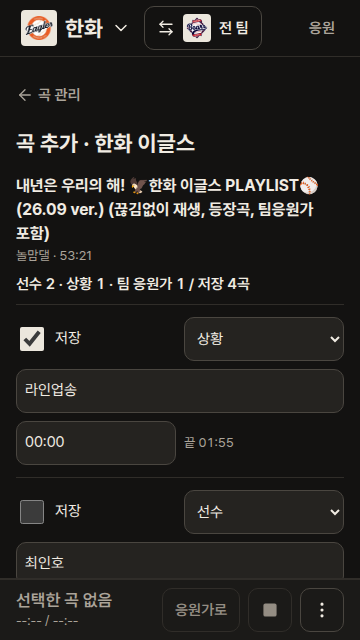 Eagles 한화 Bears 전 팀 응원
곡 관리
곡 추가 · 한화 이글스
내년은 우리의 해! 🦅한화 이글스 PLAYLIST⚾
(26.09 ver.) (끊김없이 재생, 등장곡, 팀응원가
포함)
놀맘댈 · 53:21
선수 2 · 상황 1 · 팀 응원가 1 / 저장 4곡
저장 상황
라인업송
00:00 끝 01:55
저장 선수
최인호
선택한 곡 없음
--:-- / --:--
응원가로